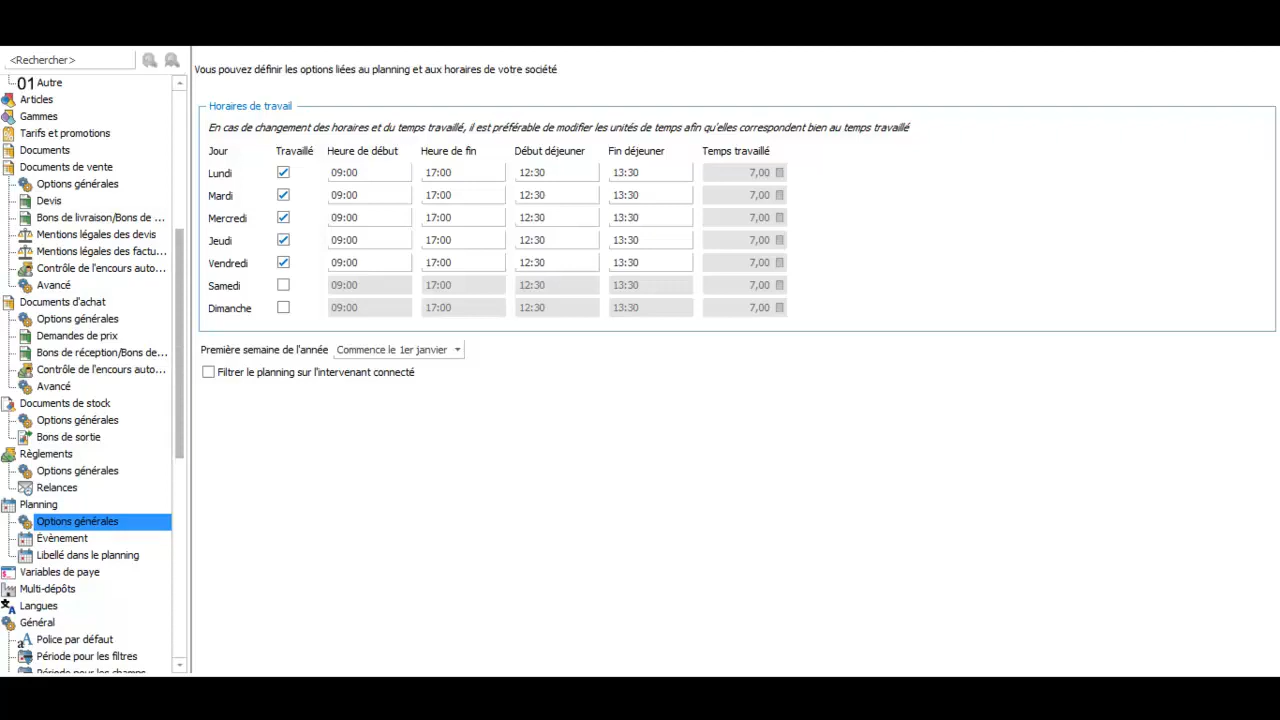 <Rechercher>
01 Autre
Articles
Gammes
Tarifs et promotions
Documents
Documents de vente
Options générales
Devis
Bons de livraison/Bons de ...
Mentions légales des devis
Mentions légales des factu...
Contrôle de l'encours auto...
Avancé
Documents d'achat
Options générales
Demandes de prix
Bons de réception/Bons de...
Contrôle de l'encours auto...
Avancé
Documents de stock
Options générales
Bons de sortie
Règlements
Options générales
Relances
Planning
Options générales
Évènement
Libellé dans le planning
Variables de paye
Multi-dépôts
Langues
Général
Police par défaut
Période pour les filtres
Période pour les champs
Vous pouvez définir les options liées au planning et aux horaires de votre société
Horaires de travail
En cas de changement des horaires et du temps travaillé, il est préférable de modifier les unités de temps afin qu'elles correspondent bien au temps travaillé
Jour Travaillé Heure de début Heure de fin Début déjeuner Fin déjeuner Temps travaillé
Lundi 09:00 17:00 12:30 13:30 7,00
Mardi 09:00 17:00 12:30 13:30 7,00
Mercredi 09:00 17:00 12:30 13:30 7,00
Jeudi 09:00 17:00 12:30 13:30 7,00
Vendredi 09:00 17:00 12:30 13:30 7,00
Samedi 09:00 17:00 12:30 13:30 7,00
Dimanche 09:00 17:00 12:30 13:30 7,00
Première semaine de l'année Commence le 1er janvier
Filtrer le planning sur l'intervenant connecté